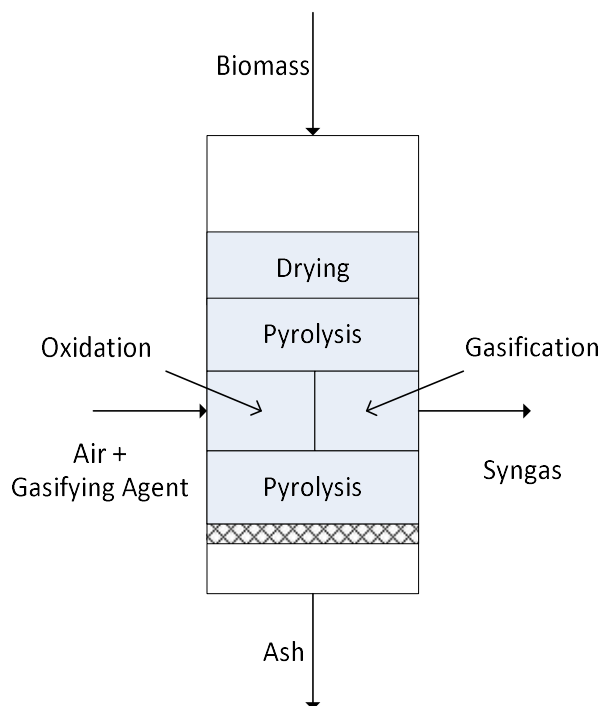 Biomass
Drying
Pyrolysis
Oxidation
Gasification
Air +
Gasifying Agent
Syngas
Pyrolysis
Ash